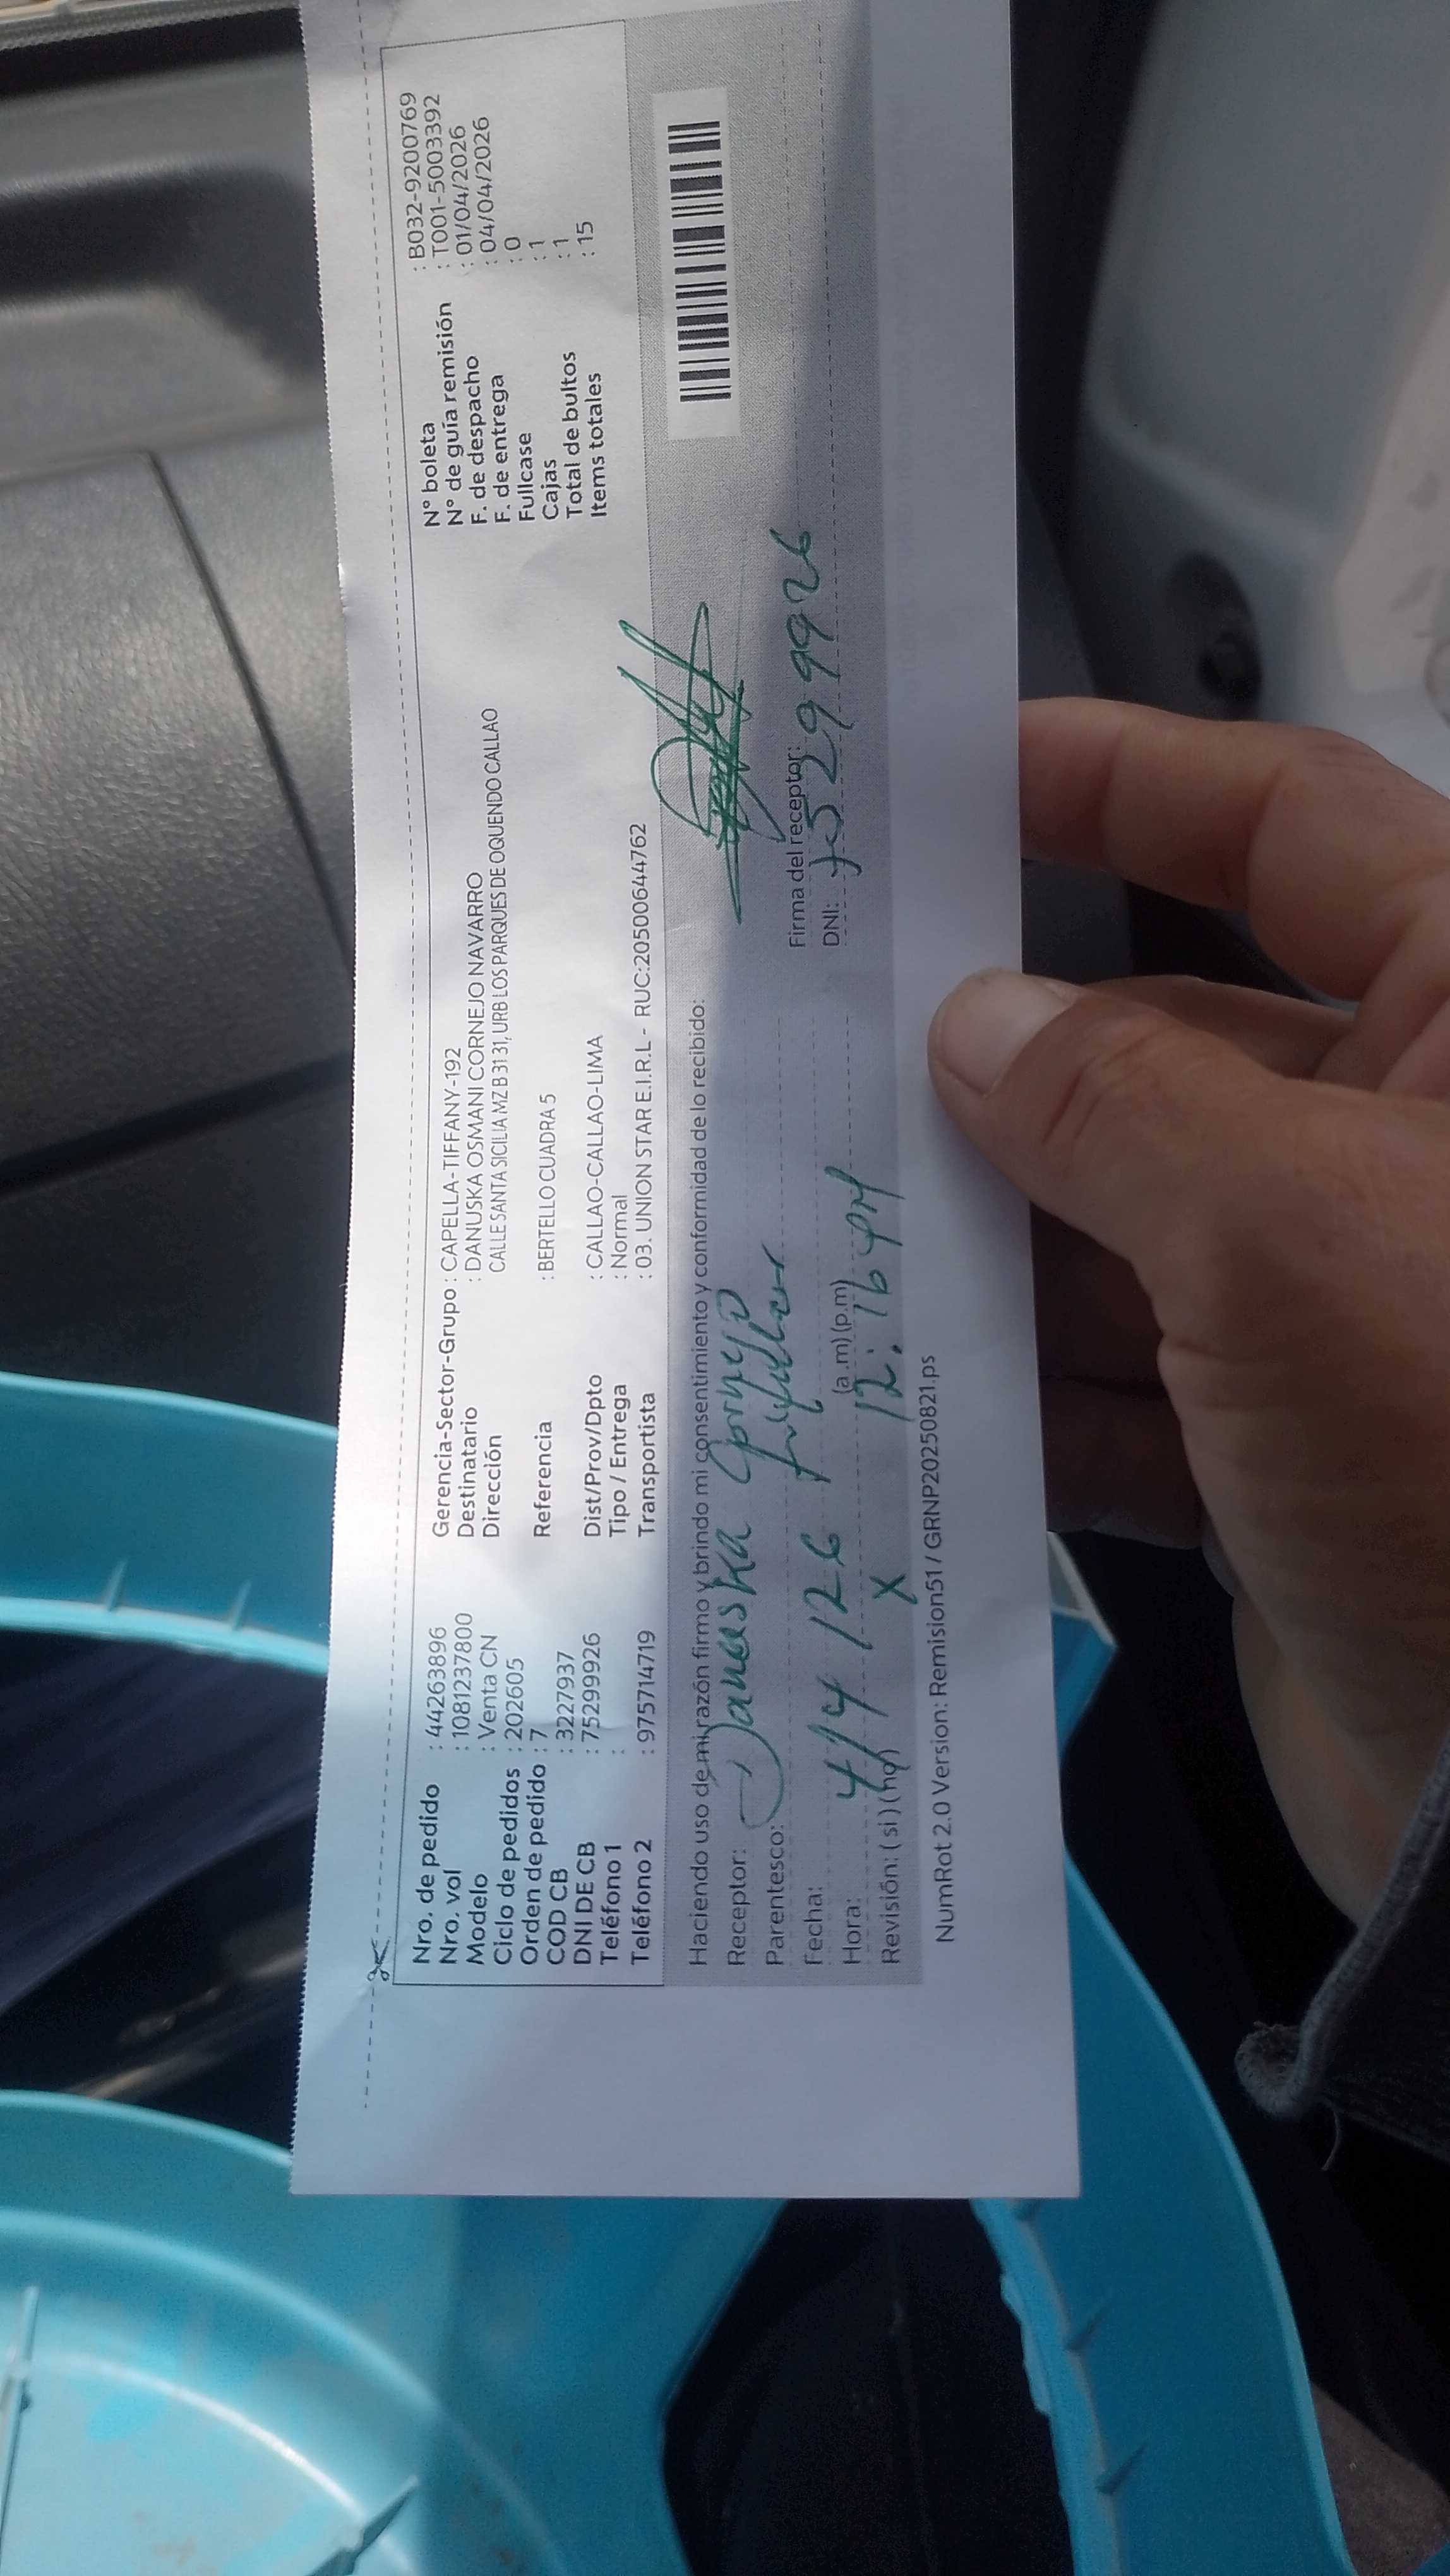 Nro. de pedido : 44263896
Nro. vol : 1081237800
Modelo : Venta CN
Ciclo de pedidos : 202605
Orden de pedido : 7
COD CB : 3227937
DNI DE CB : 75299926
Teléfono 1 :
Teléfono 2 : 975714719
Gerencia-Sector-Grupo : CAPELLA-TIFFANY-192
Destinatario : DANUSKA OSMANI CORNEJO NAVARRO
Dirección CALLE SANTA SICILIA MZ B 31 31, URB LOS PARQUES DE OQUENDO CALLAO
Referencia : BERTELLO CUADRA 5
Dist/Prov/Dpto : CALLAO-CALLAO-LIMA
Tipo / Entrega : Normal
Transportista : 03. UNION STAR E.I.R.L - RUC:20500644762
N° boleta : B032-9200769
N° de guía remisión : T001-5003392
F. de despacho : 01/04/2026
F. de entrega : 04/04/2026
Fullcase : 0
Cajas : 1
Total de bultos : 1
Items totales : 15
Haciendo uso de mi razón firmo y brindo mi consentimiento y conformidad de lo recibido:
Receptor: Danuska Cornejo
Parentesco: titular
Fecha: 4/4/26
Hora: (a.m) (p.m) 12:16 PM
Revisión: ( si ) ( no ) X
Firma del receptor:
DNI: 75299926
NumRot 2.0 Version: Remision51 / GRNP20250821.ps